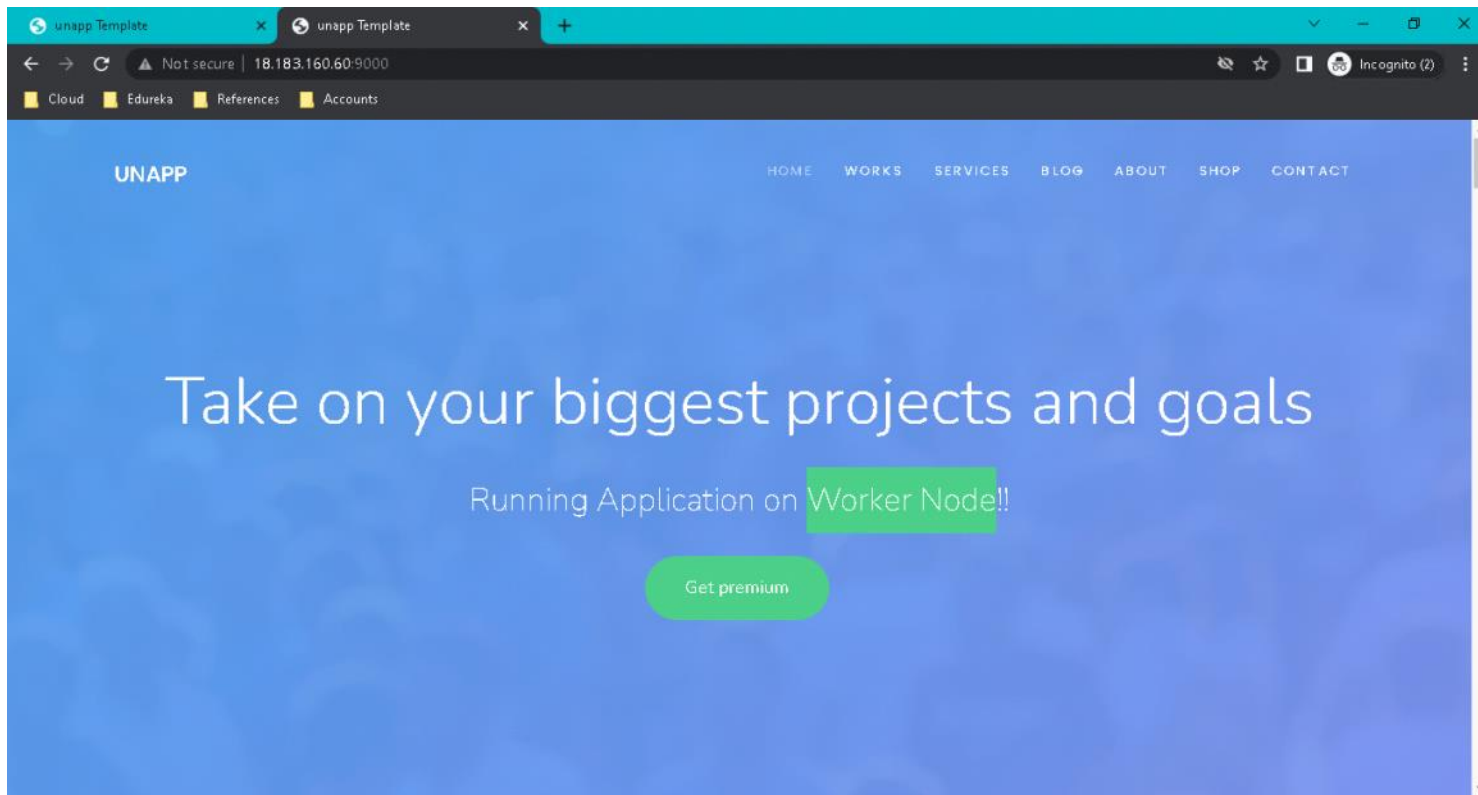 unapp Template
unapp Template
Not secure | 18.183.160.60:9000
Incognito (2)
Cloud Edureka References Accounts
UNAPP
HOME WORKS SERVICES BLOG ABOUT SHOP CONTACT
Take on your biggest projects and goals
Running Application on Worker Node!!
Get premium